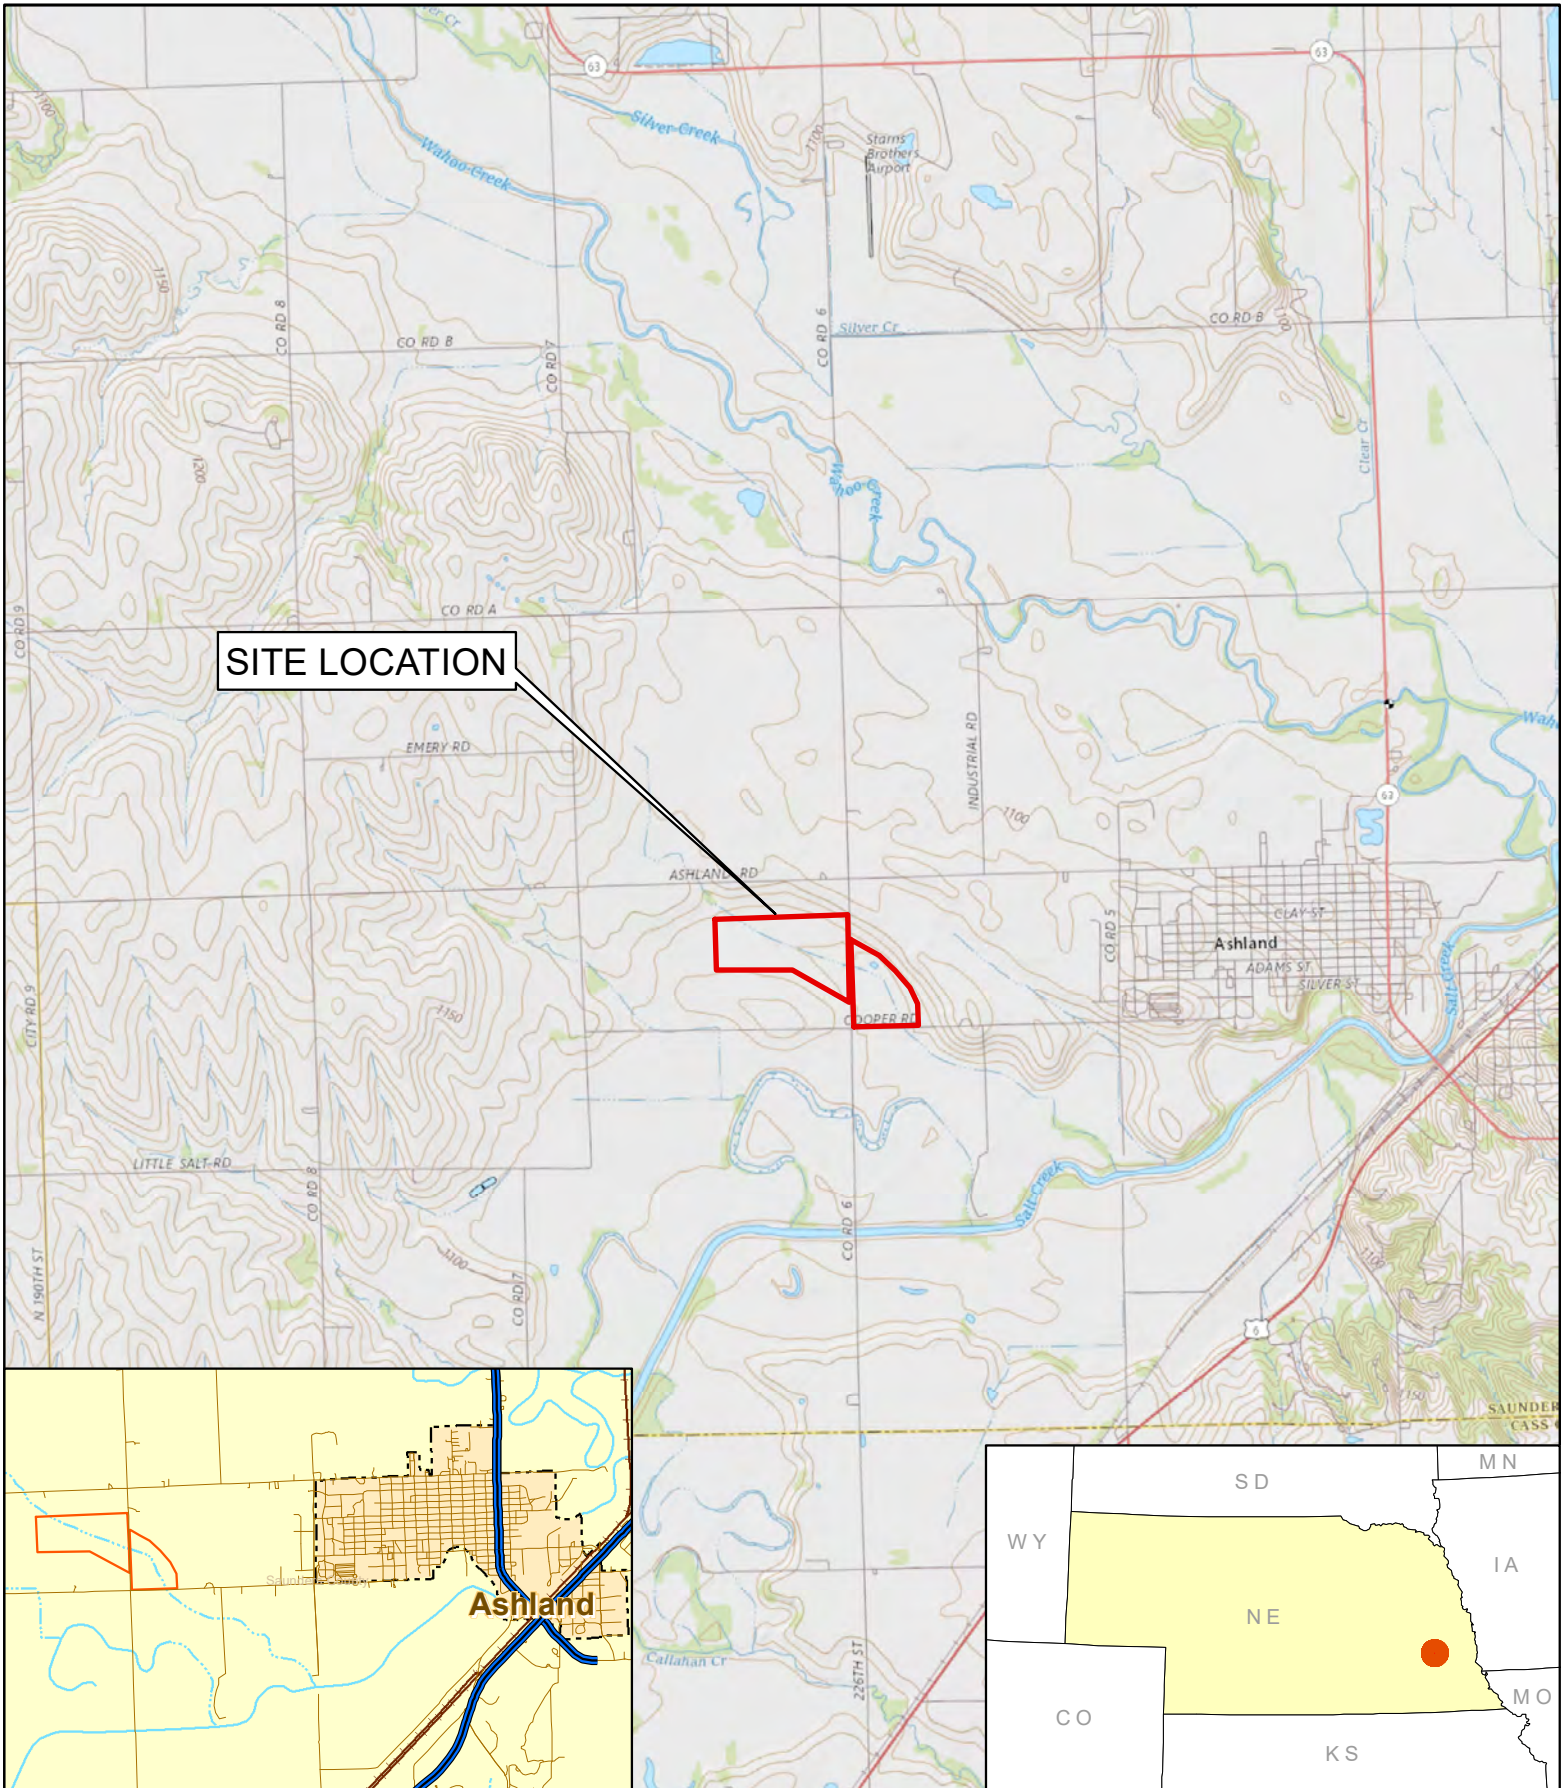 63
63
Silver Creek
1100
1100
Starns
Brothers
Airport
Wahoo Creek
1150
CO RD 8
CO RD 6
CO RD B
1100
Silver Cr
CO RD B
CO RD 7
Clear Cr
1200
Wahoo Creek
CO RD 9
CO RD A
SITE LOCATION
INDUSTRIAL RD
EMERY RD
63
1100
ASHLAND RD
CLAY ST
CO RD 5
Ashland
ADAMS ST
SILVER ST
Salt Creek
CITY RD 9
1150
COOPER RD
LITTLE SALT RD
CO RD 8
Salt Creek
CO RD 6
1100
1100
N 190TH ST
CO RD 7
6
1150
SAUNDER
CASS
Ashland
Callahan Cr
226TH ST
SD
MN
WY
IA
NE
MO
CO
KS